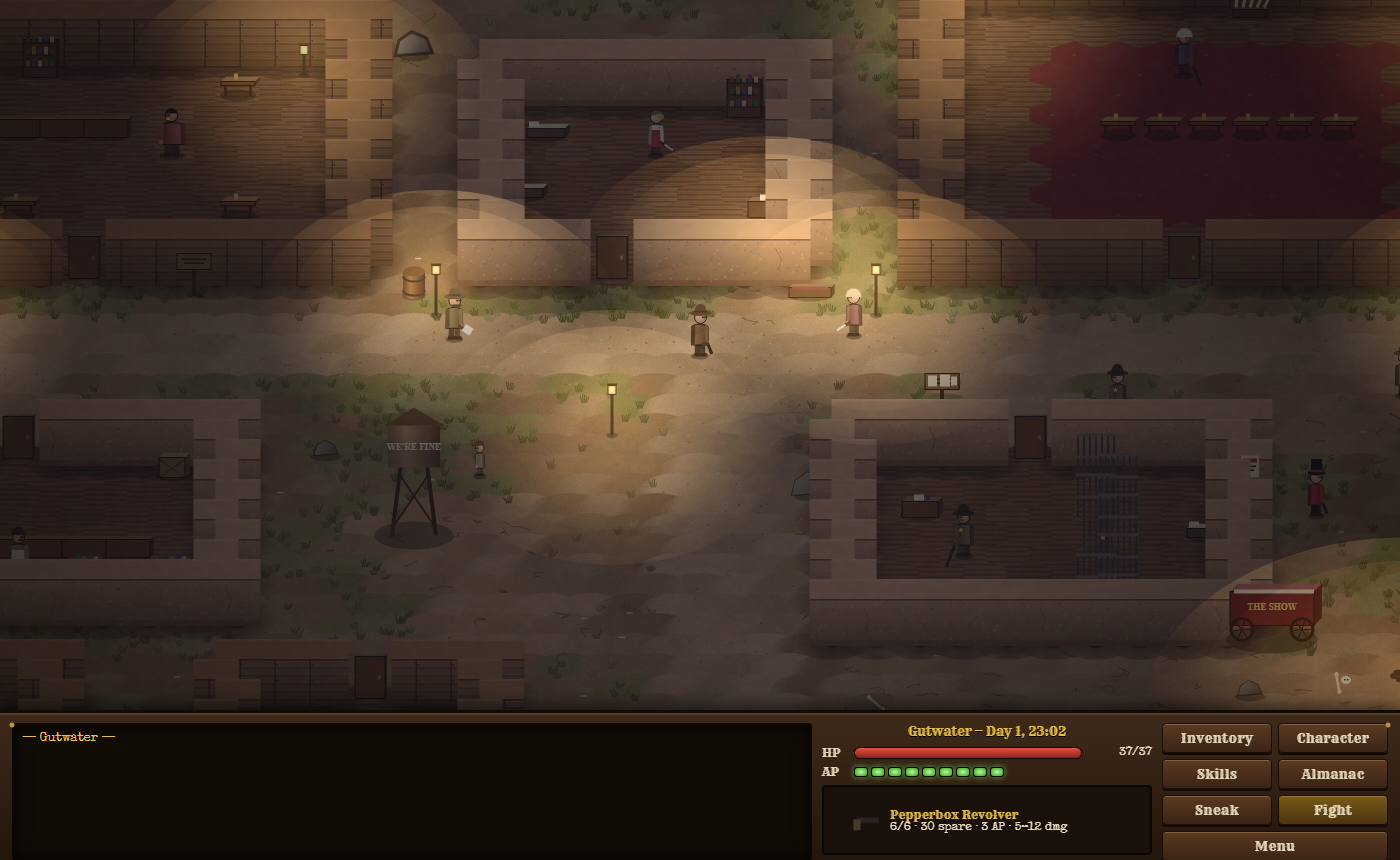 WE'RE FINE
THE SHOW
— Gutwater —
Gutwater – Day 1, 23:02
HP
37/37
AP
Pepperbox Revolver
6/6 · 30 spare · 3 AP · 5–12 dmg
Inventory
Character
Skills
Almanac
Sneak
Fight
Menu